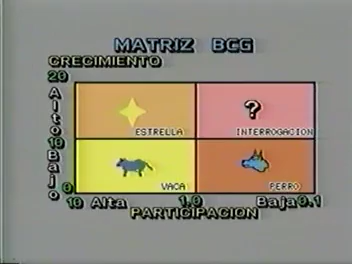 MATRIZ BCG
CRECIMIENTO
20
Alto
10
Bajo
0
ESTRELLA
INTERROGACION
VACA
PERRO
10 Alta 1.0 Baja 0.1
PARTICIPACION